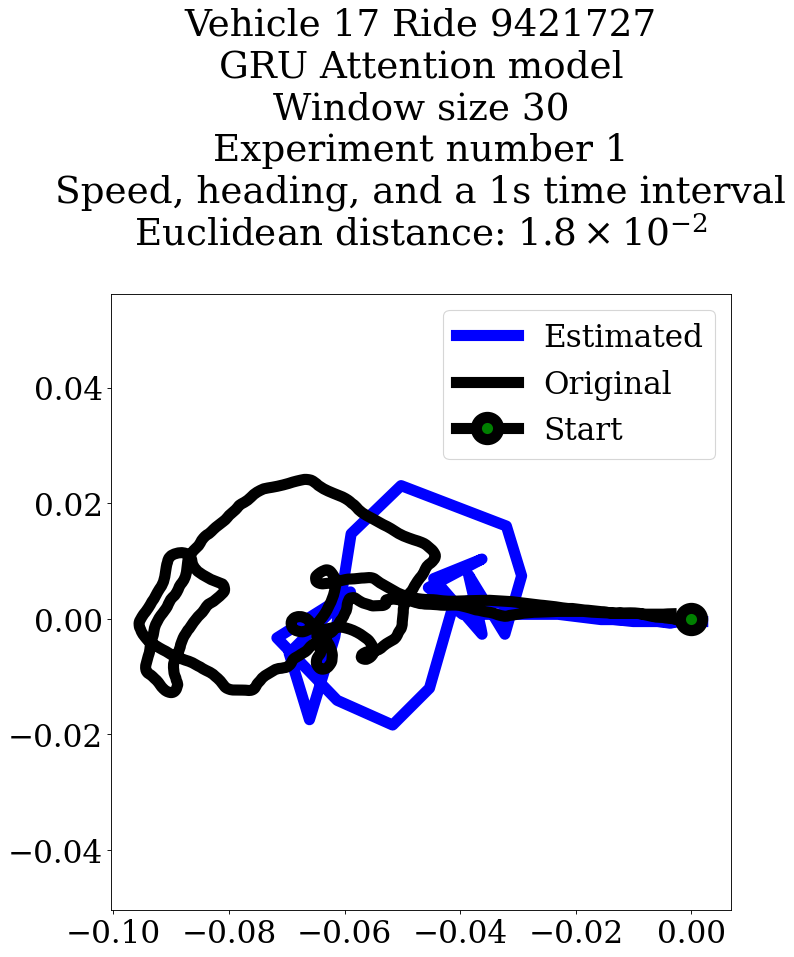 Vehicle 17 Ride 9421727
GRU Attention model
Window size 30
Experiment number 1
Speed, heading, and a 1s time interval
Euclidean distance: 1.8 × 10⁻²
Estimated
Original
Start
0.04
0.02
0.00
−0.02
−0.04
−0.10 −0.08 −0.06 −0.04 −0.02 0.00